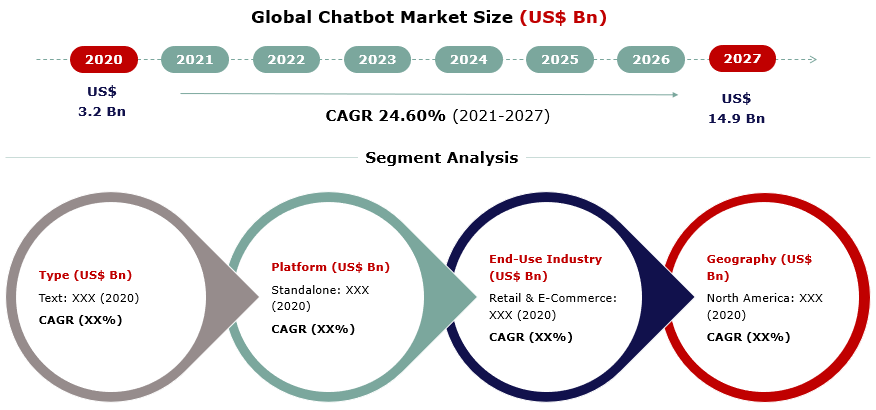 Global Chatbot Market Size (US$ Bn)
2020 2021 2022 2023 2024 2025 2026 2027
US$
3.2 Bn
US$
14.9 Bn
CAGR 24.60% (2021-2027)
Segment Analysis
Type (US$ Bn)
Text: XXX (2020)
CAGR (XX%)
Platform (US$ Bn)
Standalone: XXX
(2020)
CAGR (XX%)
End-Use Industry
(US$ Bn)
Retail & E-Commerce:
XXX (2020)
CAGR (XX%)
Geography (US$
Bn)
North America: XXX
(2020)
CAGR (XX%)